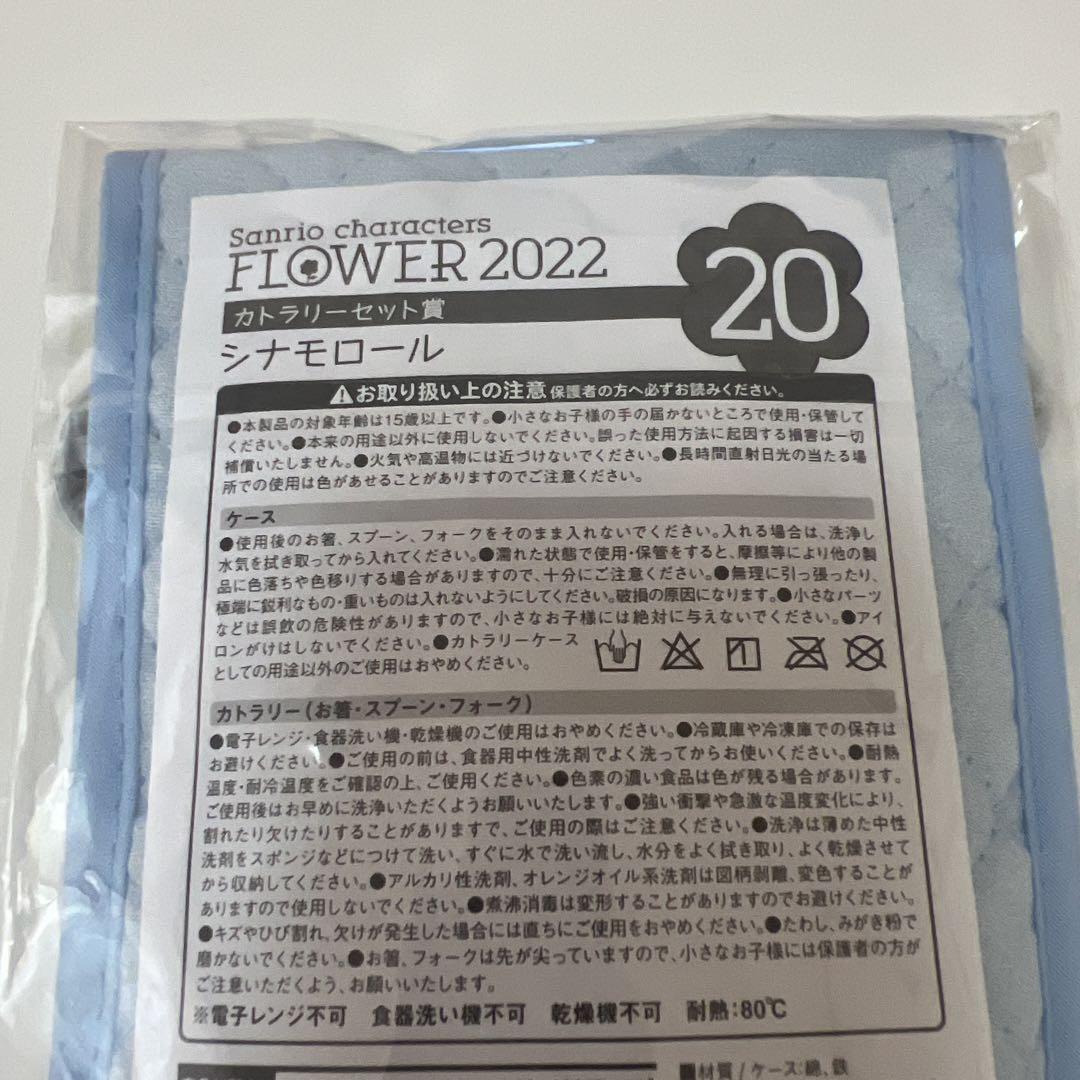 Sanrio characters
FLOWER 2022
20
カトラリーセット賞
シナモロール
お取り扱い上の注意 保護者の方へ必ずお読みください。
●本製品の対象年齢は15歳以上です。●小さなお子様の手の届かないところで使用・保管して
ください。●本来の用途以外に使用しないでください。誤った使用方法に起因する損害は一切
補償いたしません。●火気や高温物には近づけないでください。●長時間直射日光の当たる場
所での使用は色があせることがありますのでご注意ください。
ケース
●使用後のお箸、スプーン、フォークをそのまま入れないでください。入れる場合は、洗浄し
水気を拭き取ってから入れてください。●濡れた状態で使用・保管をすると、摩擦等により他の製
品に色落ちや色移りする場合がありますので、十分にご注意ください。●無理に引っ張ったり、
極端に鋭利なもの・重いものは入れないようにしてください。破損の原因になります。●小さなパーツ
などは誤飲の危険性がありますので、小さなお子様には絶対に与えないでください。●アイ
ロンがけはしないでください。●カトラリーケース
としての用途以外のご使用はおやめください。
カトラリー(お箸・スプーン・フォーク)
●電子レンジ・食器洗い機・乾燥機のご使用はおやめください。●冷蔵庫や冷凍庫での保存は
お避けください。●ご使用の前は、食器用中性洗剤でよく洗ってからお使いください。●耐熱
温度・耐冷温度をご確認の上、ご使用ください。●色素の濃い食品は色が残る場合があります。
ご使用後はお早めに洗浄いただくようお願いいたします。●強い衝撃や急激な温度変化により、
割れたり欠けたりすることがありますで、ご使用の際はご注意ください。●洗浄は薄めた中性
洗剤をスポンジなどにつけて洗い、すぐに水で洗い流し、水分をよく拭き取り、よく乾燥させて
から収納してください。●アルカリ性洗剤、オレンジオイル系洗剤は図柄剥離、変色することが
ありますので使用しないでください。●煮沸消毒は変形することがありますのでお避けください。
●キズやひび割れ、欠けが発生した場合には直ちにご使用をおやめください。●たわし、みがき粉で
磨かないでください。●お箸、フォークは先が尖っていますので、小さなお子様には保護者の方が
ご注意いただくよう、お願いいたします。
※電子レンジ不可 食器洗い機不可 乾燥機不可 耐熱:80℃
■材質/ケース:綿、鉄